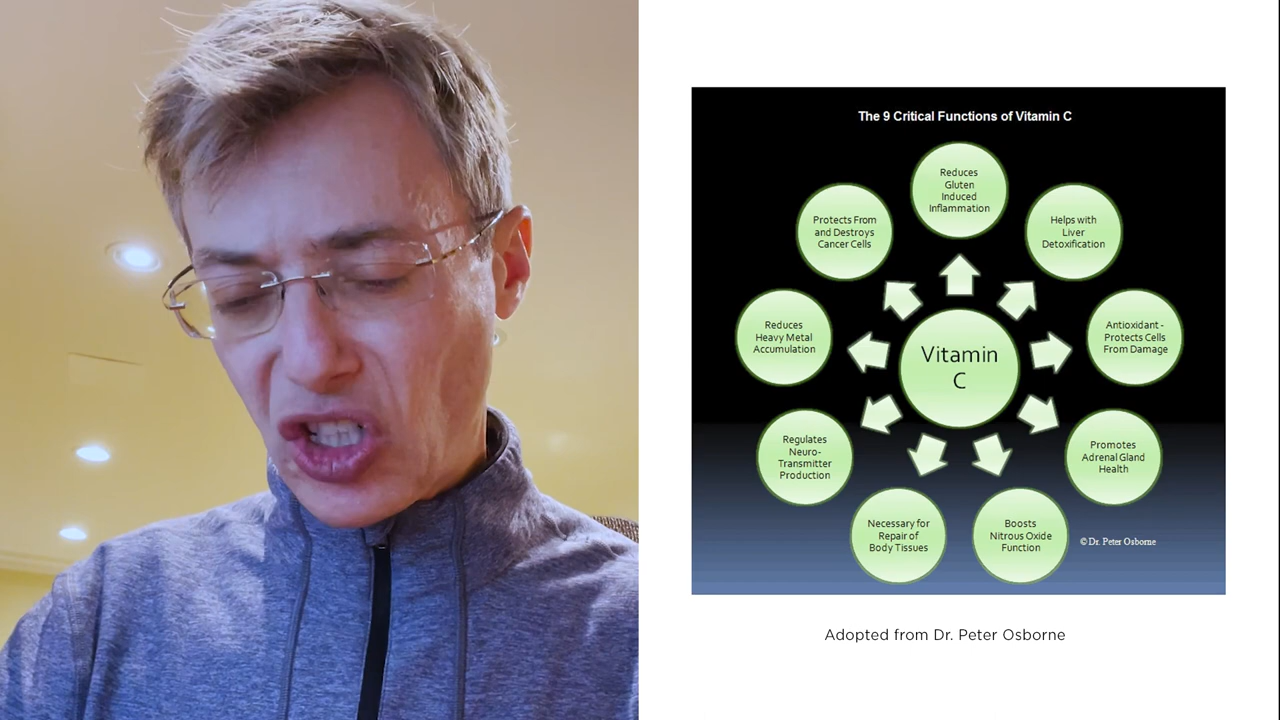 The 9 Critical Functions of Vitamin C
Reduces
Gluten
Induced
Inflammation
Helps with
Liver
Detoxification
Antioxidant -
Protects Cells
From Damage
Promotes
Adrenal Gland
Health
Boosts
Nitrous Oxide
Function
Necessary for
Repair of
Body Tissues
Regulates
Neuro-
Transmitter
Production
Reduces
Heavy Metal
Accumulation
Protects From
and Destroys
Cancer Cells
Vitamin
C
© Dr. Peter Osborne
Adopted from Dr. Peter Osborne